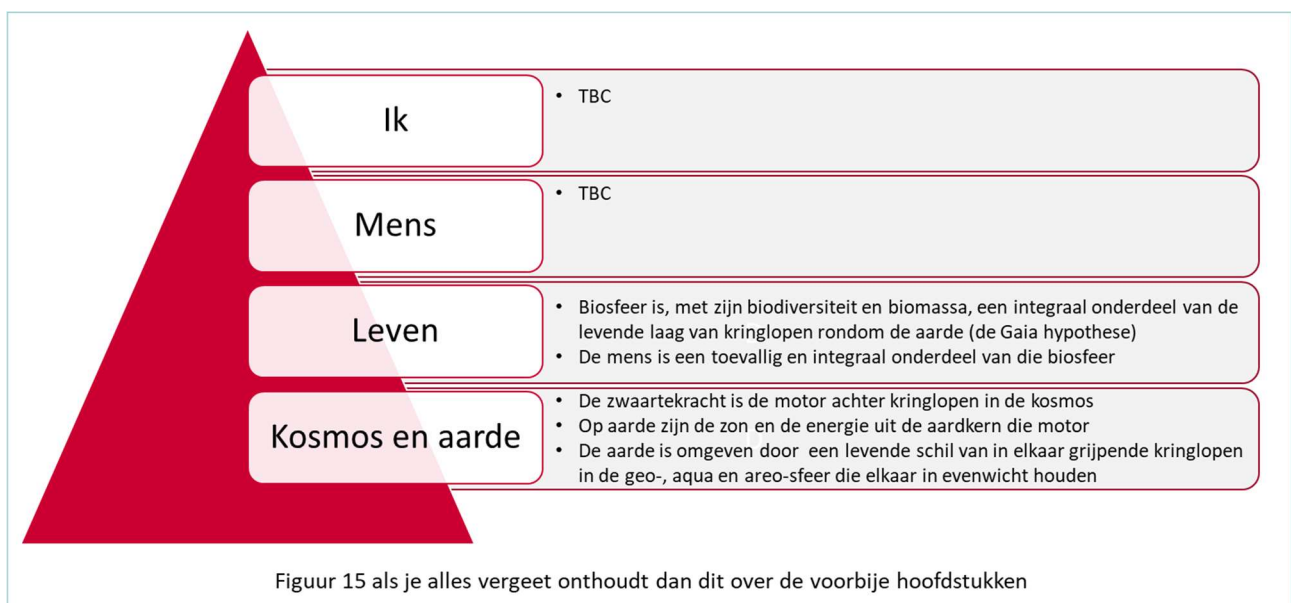 Ik
• TBC
Mens
• TBC
Leven
• Biosfeer is, met zijn biodiversiteit en biomassa, een integraal onderdeel van de
levende laag van kringlopen rondom de aarde (de Gaia hypothese)
• De mens is een toevallig en integraal onderdeel van die biosfeer
Kosmos en aarde
• De zwaartekracht is de motor achter kringlopen in de kosmos
• Op aarde zijn de zon en de energie uit de aardkern die motor
• De aarde is omgeven door een levende schil van in elkaar grijpende kringlopen
in de geo-, aqua en areo-sfeer die elkaar in evenwicht houden
Figuur 15 als je alles vergeet onthoudt dan dit over de voorbije hoofdstukken